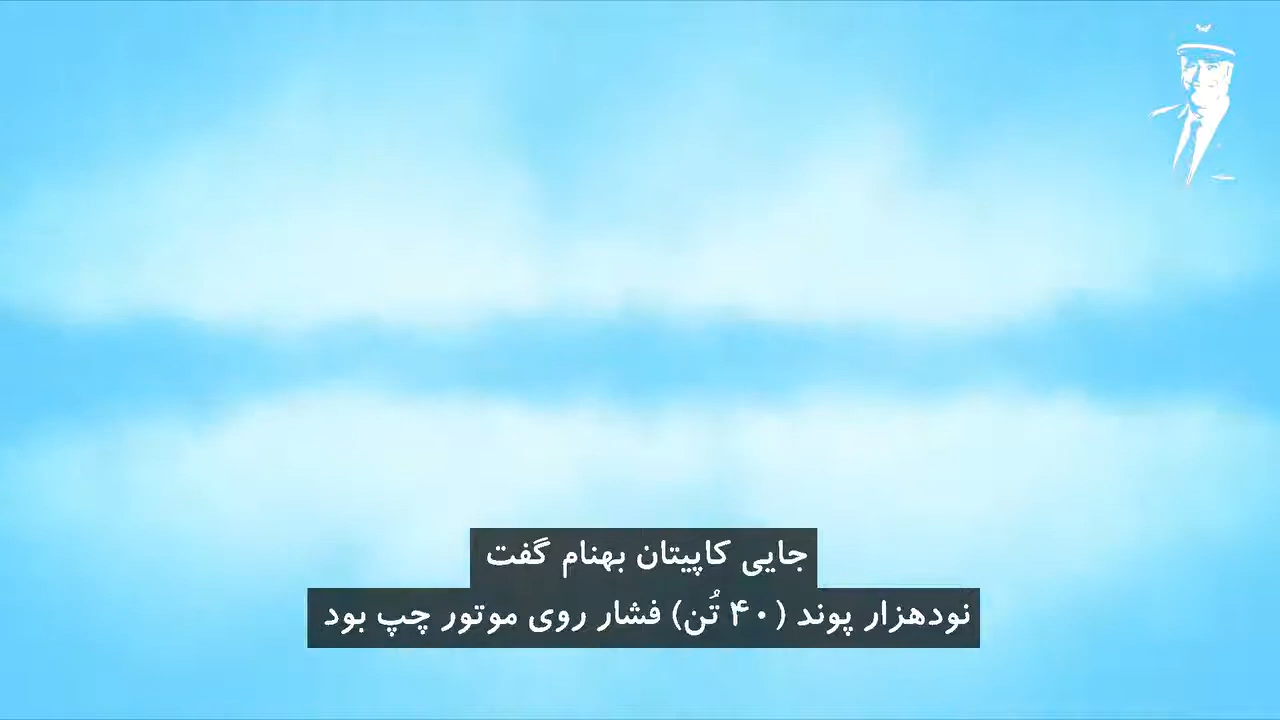 جایی کاپیتان بهنام گفت
نودهزار پوند (۴۰ تُن) فشار روی موتور چپ بود